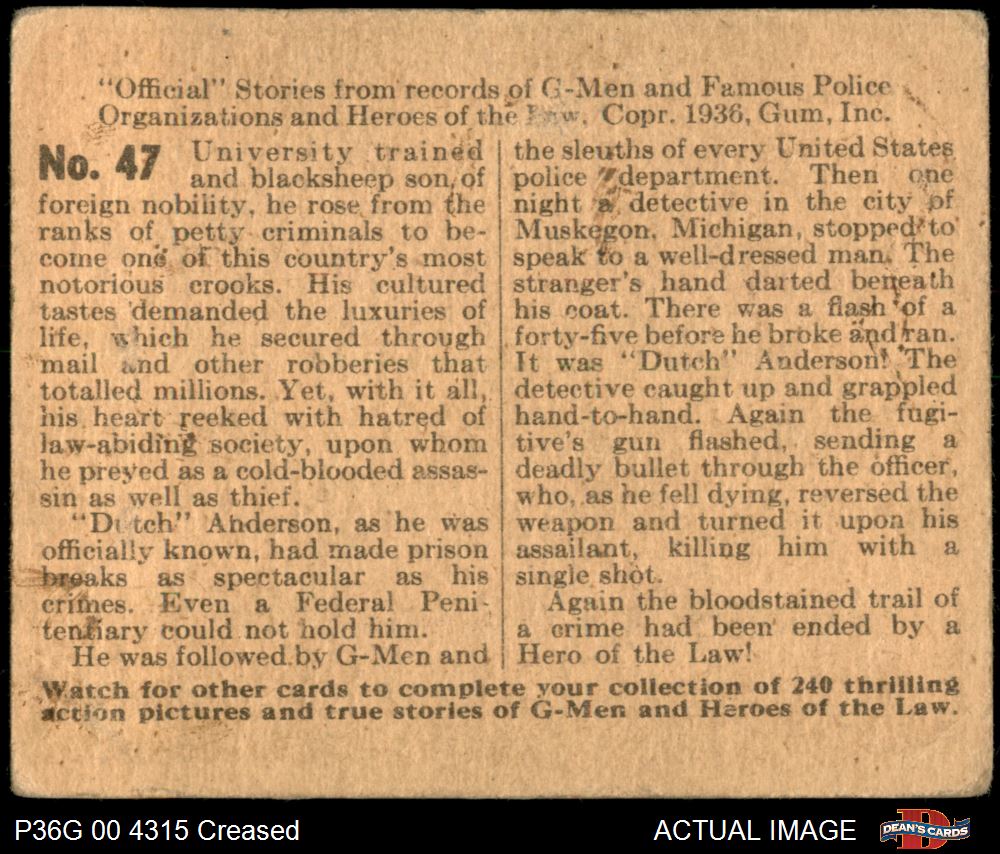 "Official" Stories from records of G-Men and Famous Police
Organizations and Heroes of the Law. Copr. 1936, Gum, Inc.
No. 47 University trained
and blacksheep son of
foreign nobility, he rose from the
ranks of petty criminals to be-
come one of this country's most
notorious crooks. His cultured
tastes demanded the luxuries of
life, which he secured through
mail and other robberies that
totalled millions. Yet, with it all,
his heart reeked with hatred of
law-abiding society, upon whom
he preyed as a cold-blooded assas-
sin as well as thief.
"Dutch" Anderson, as he was
officially known, had made prison
breaks as spectacular as his
crimes. Even a Federal Peni-
tentiary could not hold him.
He was followed by G-Men and
the sleuths of every United States
police department. Then one
night a detective in the city of
Muskegon, Michigan, stopped to
speak to a well-dressed man. The
stranger's hand darted beneath
his coat. There was a flash of a
forty-five before he broke and ran.
It was "Dutch" Anderson! The
detective caught up and grappled
hand-to-hand. Again the fugi-
tive's gun flashed, sending a
deadly bullet through the officer,
who, as he fell dying, reversed the
weapon and turned it upon his
assailant, killing him with a
single shot.
Again the bloodstained trail of
a crime had been ended by a
Hero of the Law!
Watch for other cards to complete your collection of 240 thrilling
action pictures and true stories of G-Men and Heroes of the Law.
P36G 00 4315 Creased
ACTUAL IMAGE
DEAN'S CARDS